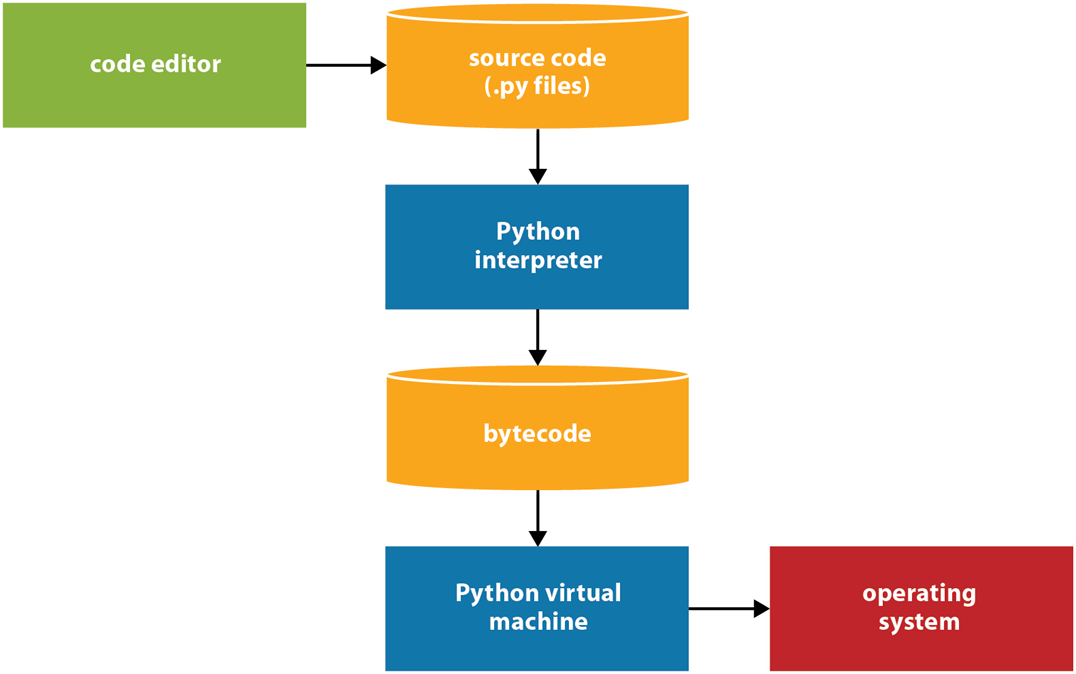 code editor
source code
(.py files)
Python
interpreter
bytecode
Python virtual
machine
operating
system